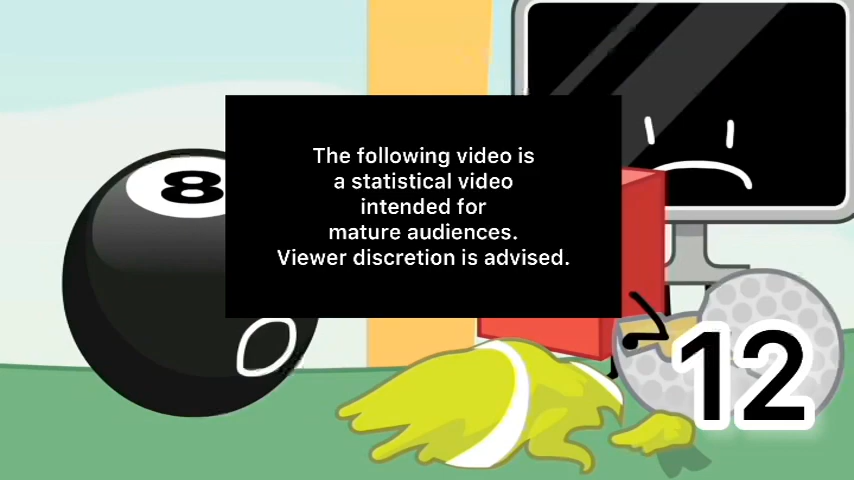 8
The following video is
a statistical video
intended for
mature audiences.
Viewer discretion is advised.
12